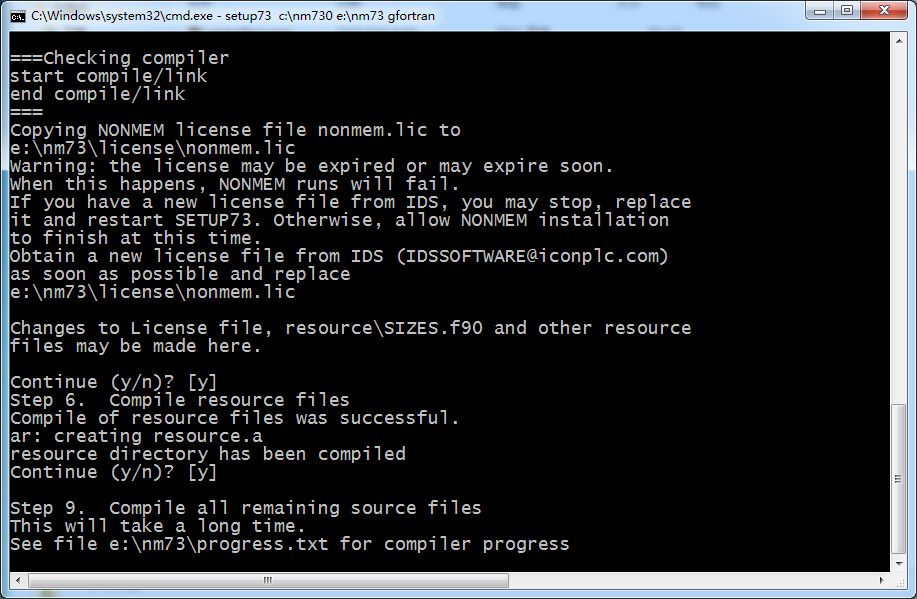 C:\Windows\system32\cmd.exe - setup73  c:\nm730 e:\nm73 gfortran
===Checking compiler
start compile/link
end compile/link
===
Copying NONMEM license file nonmem.lic to
e:\nm73\license\nonmem.lic
Warning: the license may be expired or may expire soon.
When this happens, NONMEM runs will fail.
If you have a new license file from IDS, you may stop, replace
it and restart SETUP73. Otherwise, allow NONMEM installation
to finish at this time.
Obtain a new license file from IDS (IDSSOFTWARE@iconplc.com)
as soon as possible and replace
e:\nm73\license\nonmem.lic
Changes to License file, resource\SIZES.f90 and other resource
files may be made here.
Continue (y/n)? [y]
Step 6.  Compile resource files
Compile of resource files was successful.
ar: creating resource.a
resource directory has been compiled
Continue (y/n)? [y]
Step 9.  Compile all remaining source files
This will take a long time.
See file e:\nm73\progress.txt for compiler progress